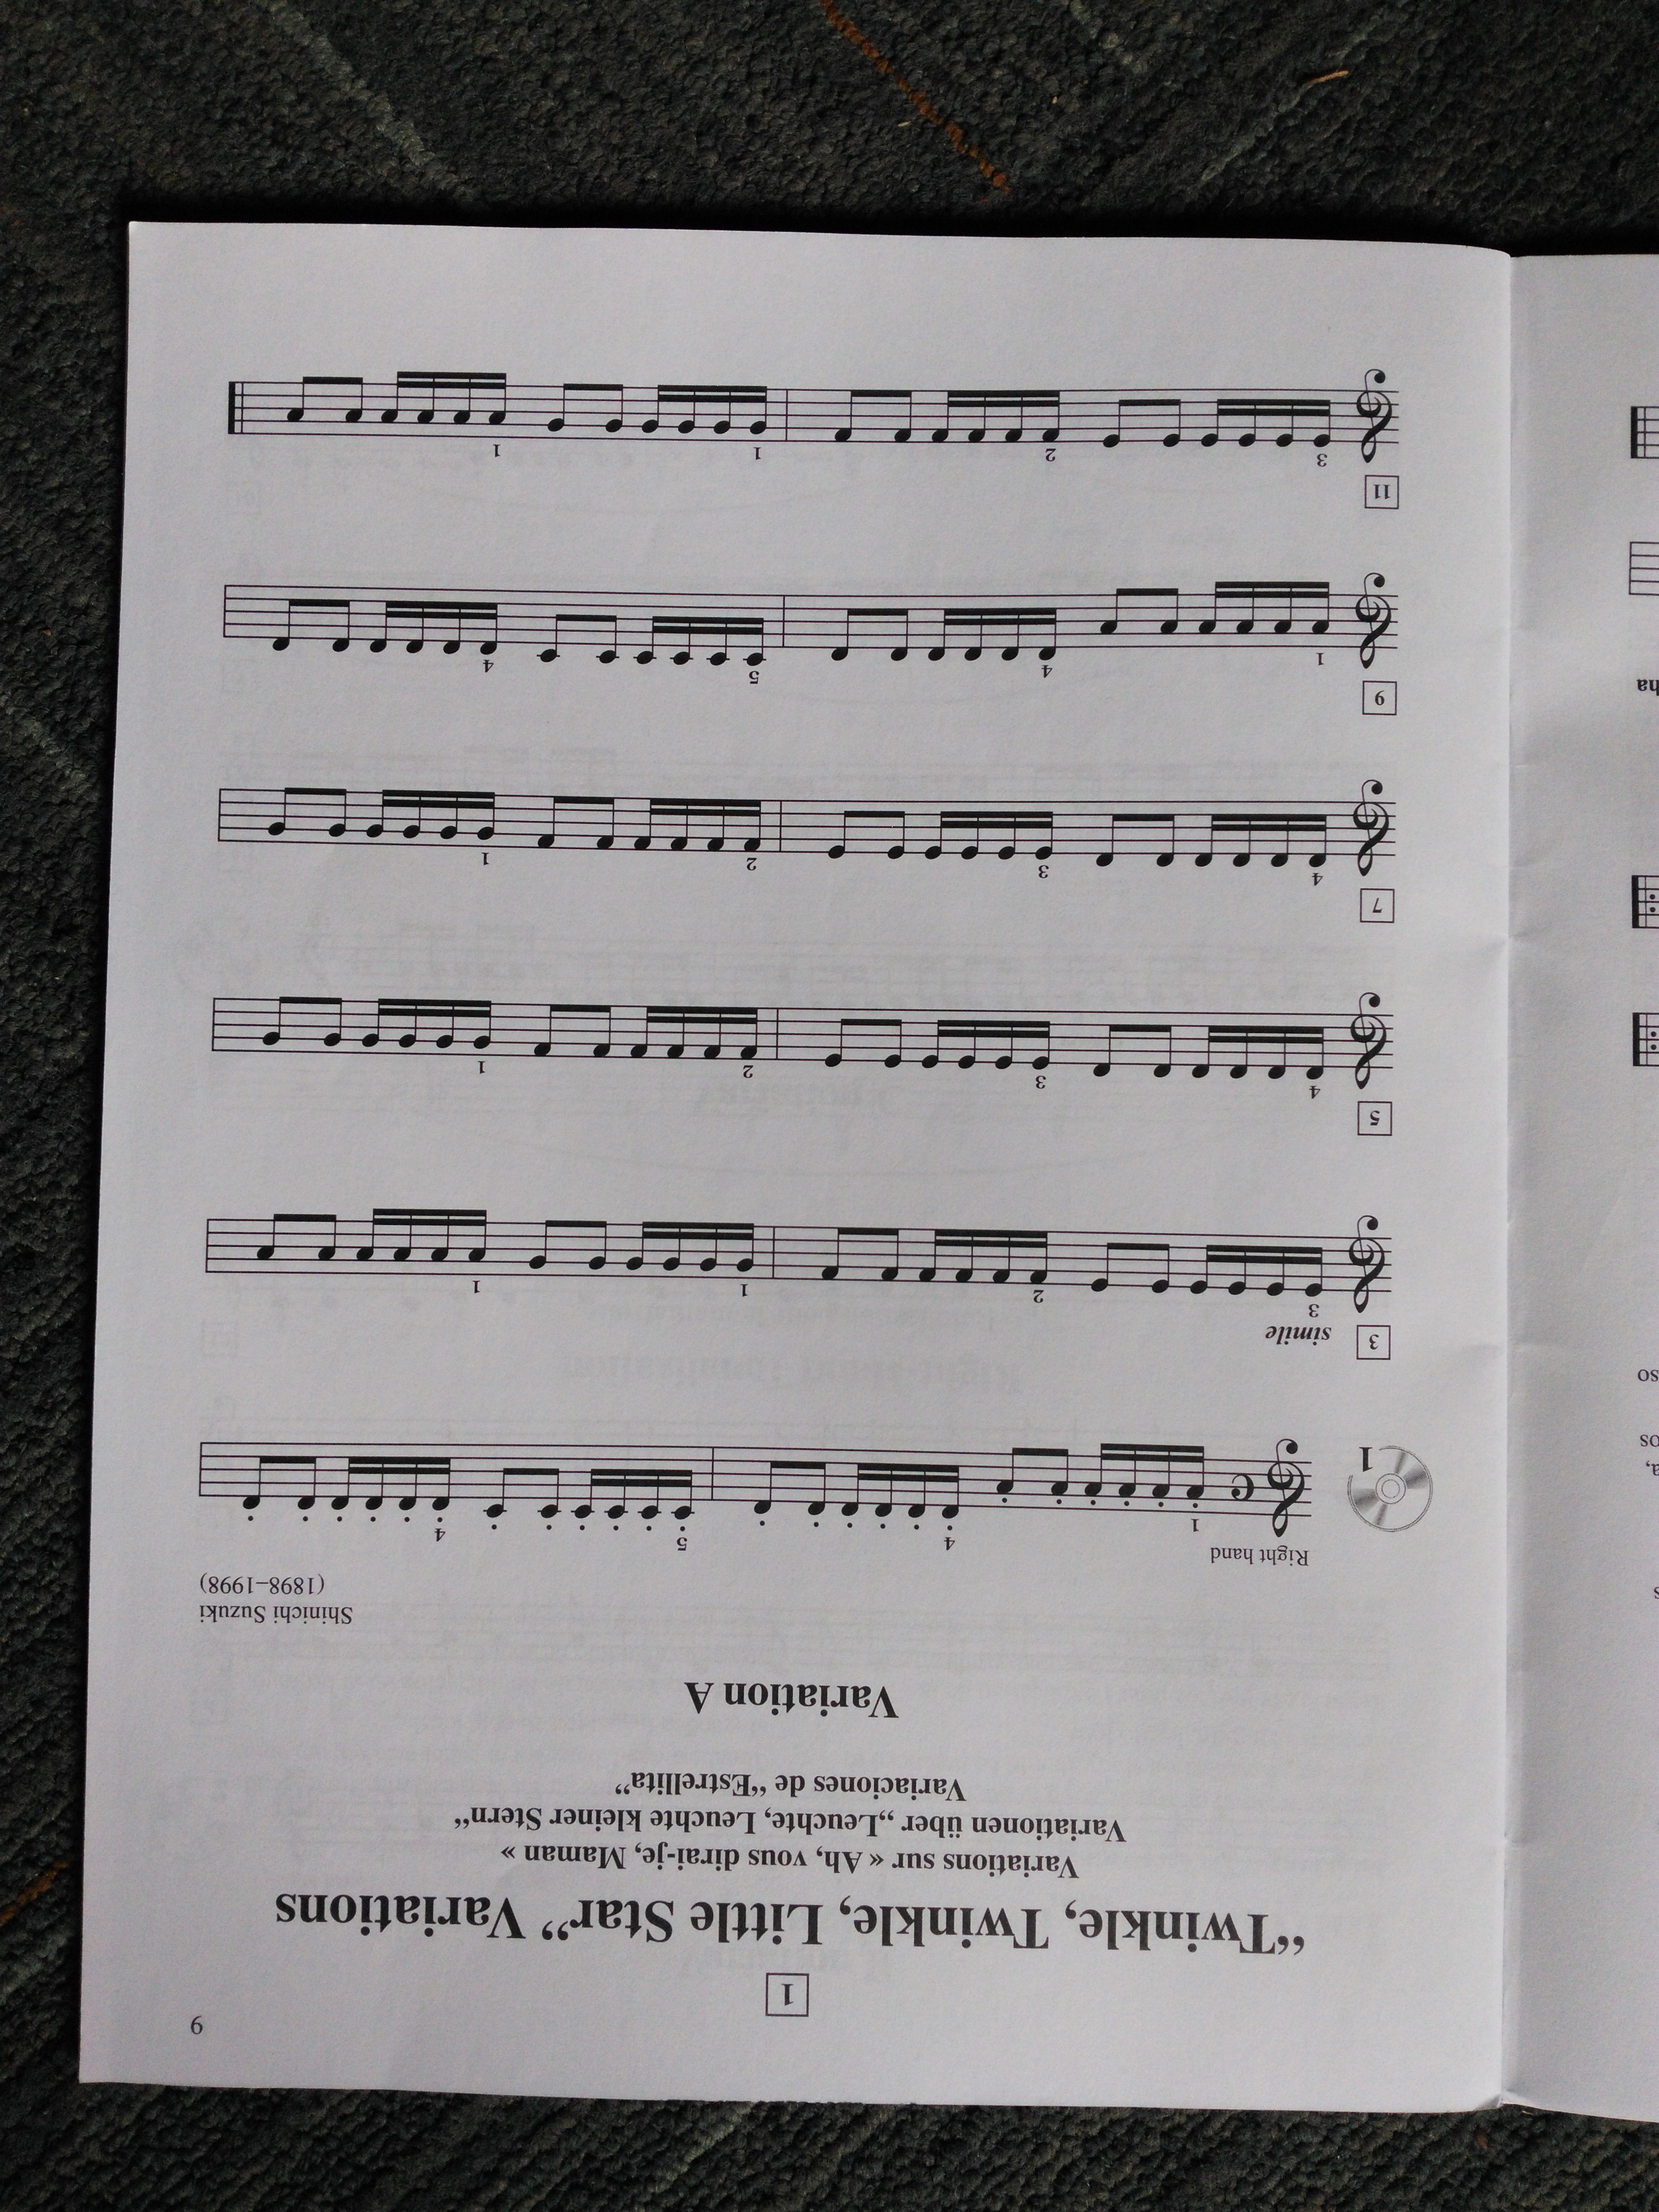 9
1
“Twinkle, Twinkle, Little Star” Variations
Variations sur « Ah, vous dirai-je, Maman »
Variationen über „Leuchte, Leuchte kleiner Stern“
Variaciones de “Estrellita”
Variation A
Shinichi Suzuki
(1898–1998)
Right hand
1
1 4 5 4
3 simile
3 2 1 1
5
4 3 2 1
7
4 3 2 1
9
1 4 5 4
11
3 2 1 1